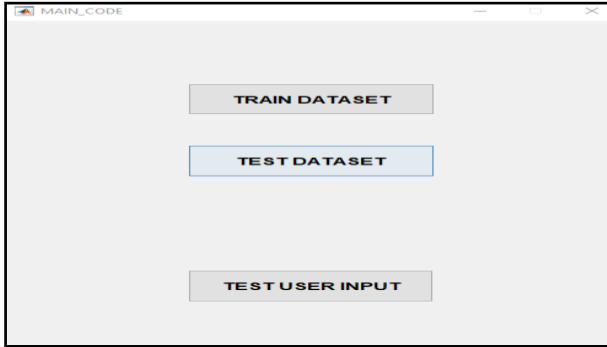 MAIN_CODE
TRAIN DATASET
TEST DATASET
TEST USER INPUT